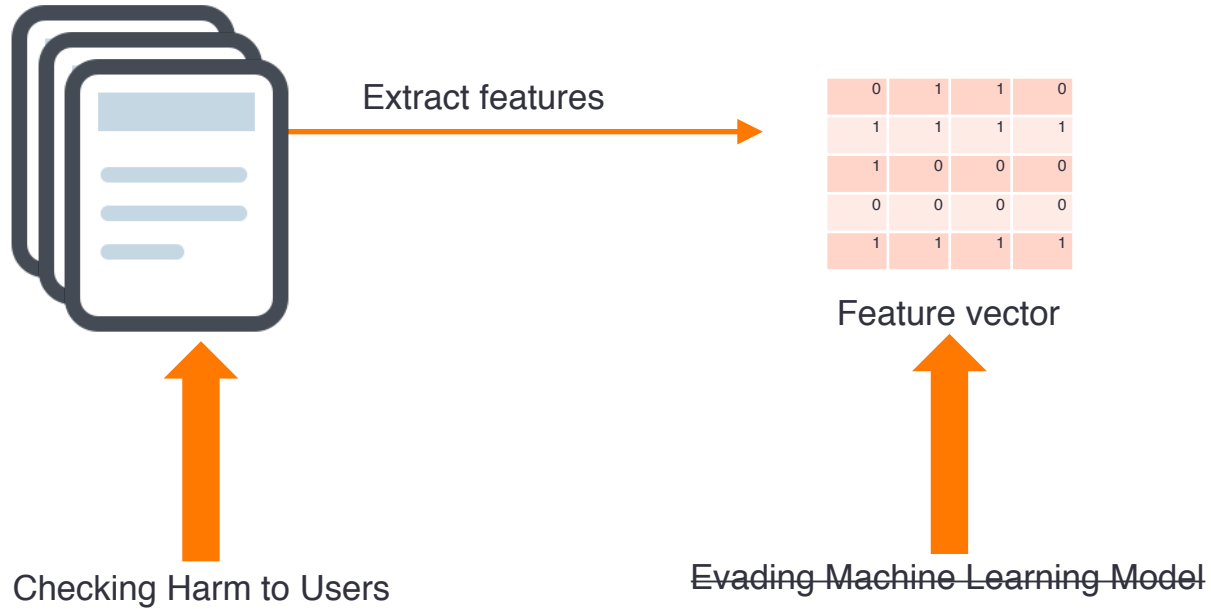 Extract features
0 1 1 0
1 1 1 1
1 0 0 0
0 0 0 0
1 1 1 1
Feature vector
Checking Harm to Users
Evading Machine Learning Model